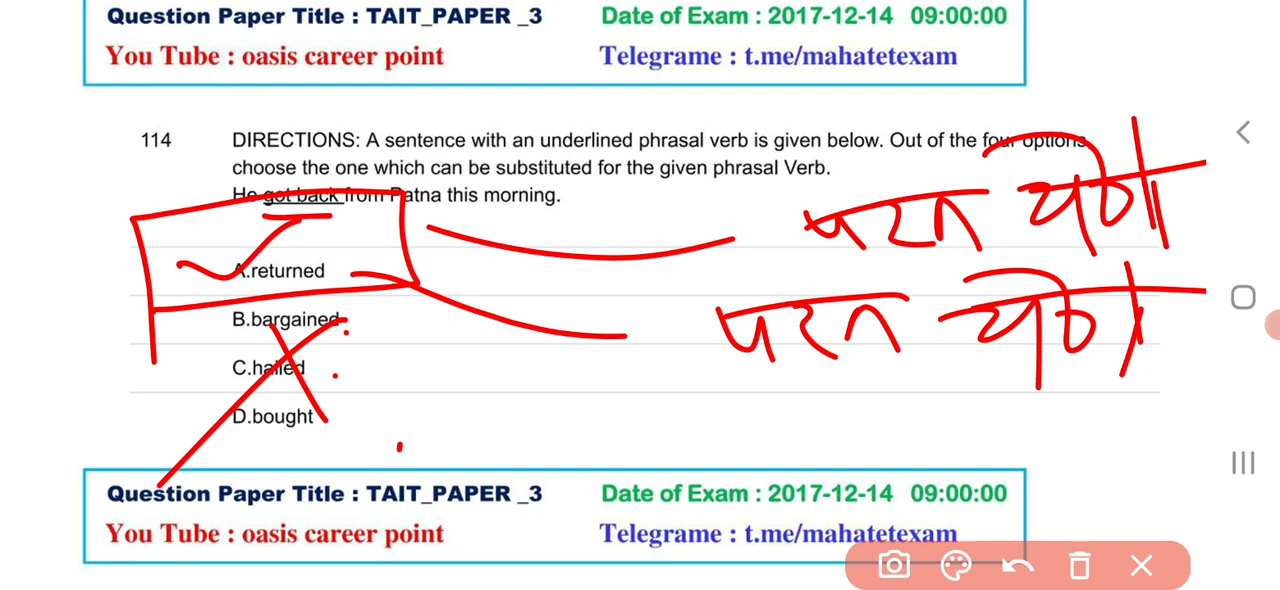 Question Paper Title : TAIT_PAPER _3 Date of Exam : 2017-12-14 09:00:00
You Tube : oasis career point Telegrame : t.me/mahatetexam
114 DIRECTIONS: A sentence with an underlined phrasal verb is given below. Out of the four options,
choose the one which can be substituted for the given phrasal Verb.
He got back from Patna this morning.
परत येणे
A.returned
परत येणे
B.bargained
C.hailed
D.bought
Question Paper Title : TAIT_PAPER _3 Date of Exam : 2017-12-14 09:00:00
You Tube : oasis career point Telegrame : t.me/mahatetexam